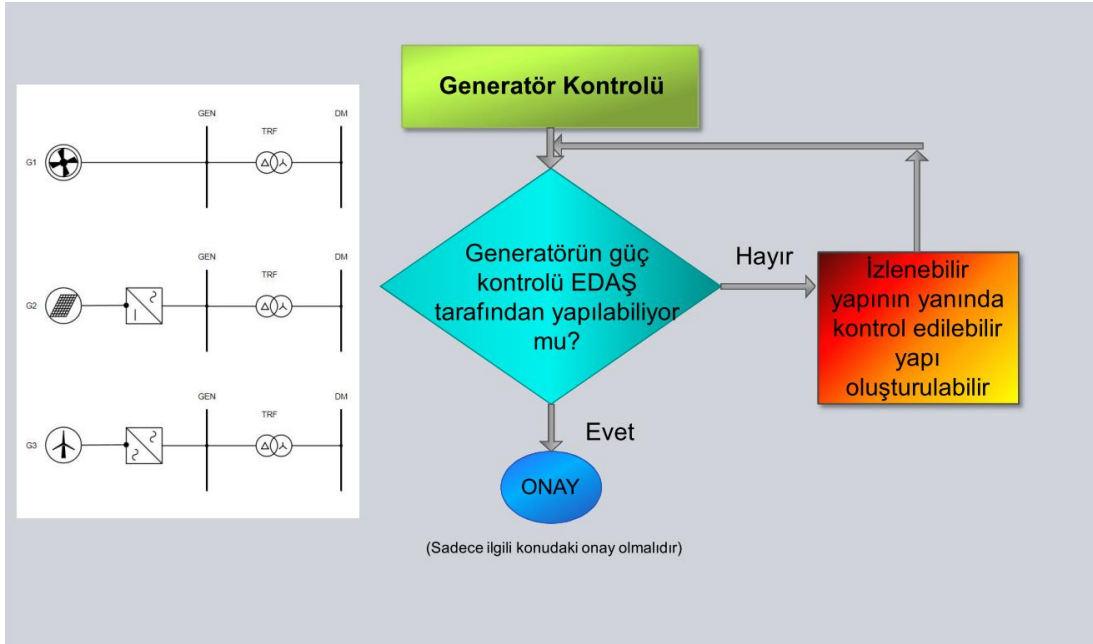 Generatör Kontrolü
GEN
TRF
DM
G1
GEN
TRF
DM
G2
GEN
TRF
DM
G3
Generatörün güç
kontrolü EDAŞ
tarafından yapılabiliyor
mu?
Hayır
İzlenebilir
yapının yanında
kontrol edilebilir
yapı
oluşturulabilir
Evet
ONAY
(Sadece ilgili konudaki onay olmalıdır)